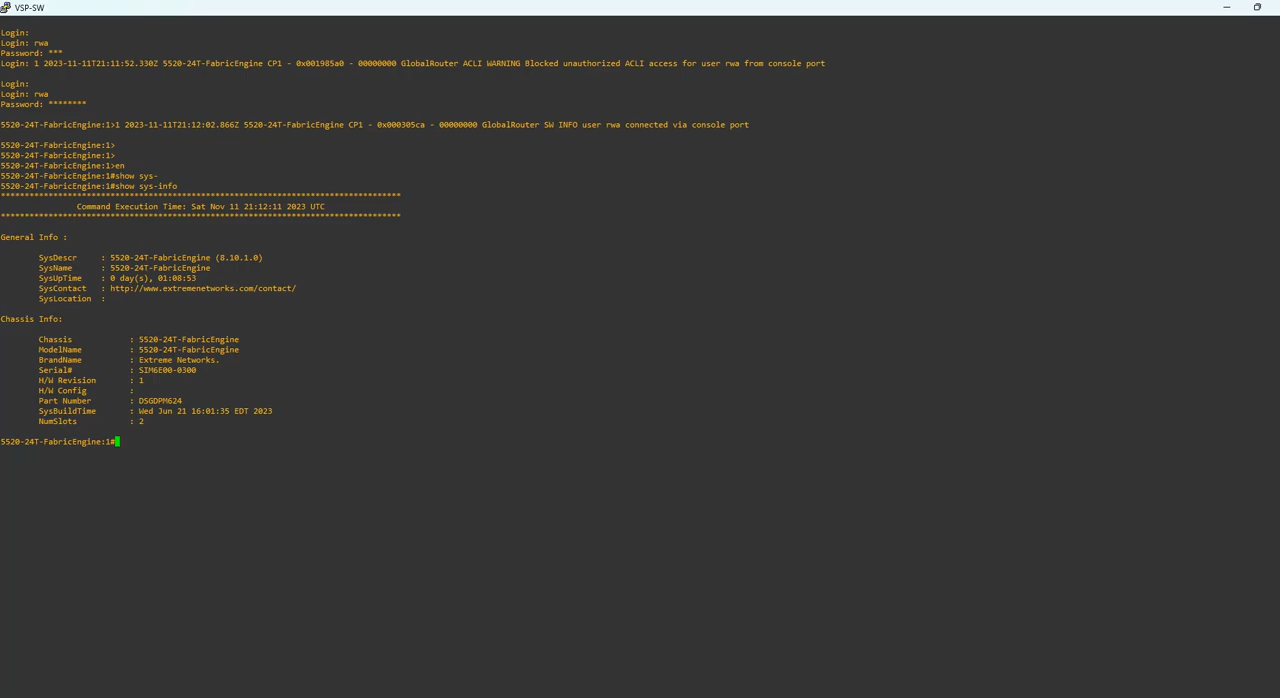 VSP-SW
Login:
Login: rwa
Password: ***
Login: 1 2023-11-11T21:11:52.330Z 5520-24T-FabricEngine CP1 - 0x001985a0 - 00000000 GlobalRouter ACLI WARNING Blocked unauthorized ACLI access for user rwa from console port
Login:
Login: rwa
Password: ********
5520-24T-FabricEngine:1>1 2023-11-11T21:12:02.866Z 5520-24T-FabricEngine CP1 - 0x000305ca - 00000000 GlobalRouter SW INFO user rwa connected via console port
5520-24T-FabricEngine:1>
5520-24T-FabricEngine:1>
5520-24T-FabricEngine:1>en
5520-24T-FabricEngine:1#show sys-
5520-24T-FabricEngine:1#show sys-info
************************************************************************************
Command Execution Time: Sat Nov 11 21:12:11 2023 UTC
************************************************************************************
General Info :
SysDescr : 5520-24T-FabricEngine (8.10.1.0)
SysName : 5520-24T-FabricEngine
SysUpTime : 0 day(s), 01:08:53
SysContact : http://www.extremenetworks.com/contact/
SysLocation :
Chassis Info:
Chassis : 5520-24T-FabricEngine
ModelName : 5520-24T-FabricEngine
BrandName : Extreme Networks.
Serial# : SIM6E00-0300
H/W Revision : 1
H/W Config :
Part Number : DSGDPM624
SysBuildTime : Wed Jun 21 16:01:35 EDT 2023
NumSlots : 2
5520-24T-FabricEngine:1#